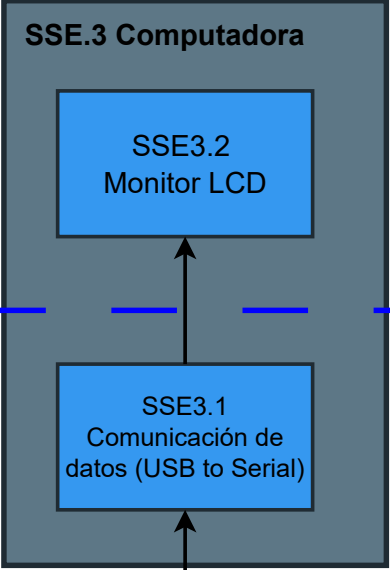 SSE.3 Computadora
SSE3.2
Monitor LCD
SSE3.1
Comunicación de
datos (USB to Serial)